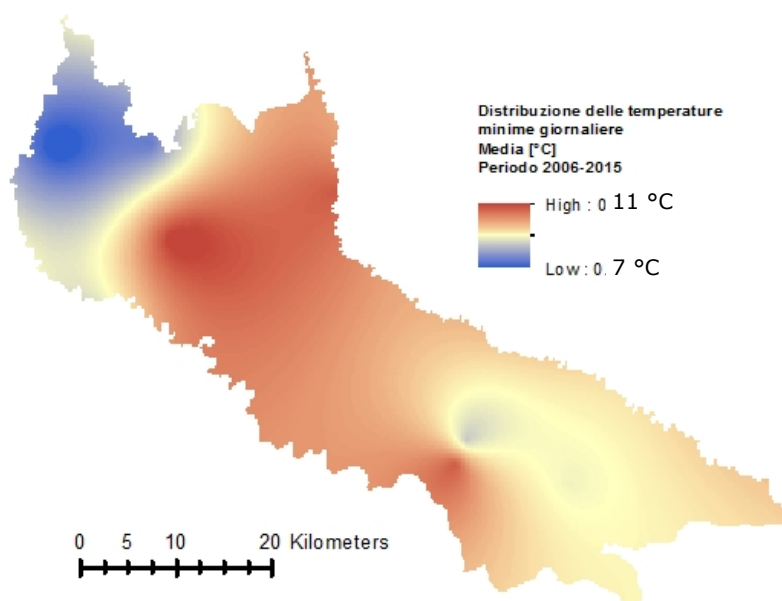 Distribuzione delle temperature
minime giornaliere
Media [°C]
Periodo 2006-2015
High : 0 11 °C
Low : 0. 7 °C
0 5 10 20 Kilometers